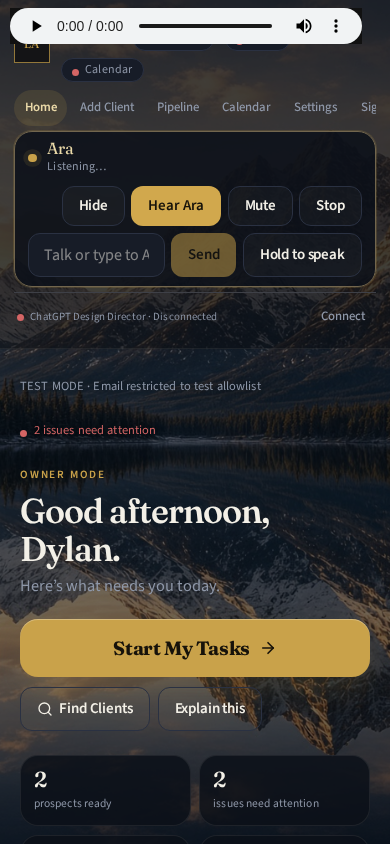 0:00 / 0:00
LA
Calendar
Home Add Client Pipeline Calendar Settings Sig
Ara
Listening...
Hide Hear Ara Mute Stop
Talk or type to A Send Hold to speak
ChatGPT Design Director · Disconnected Connect
TEST MODE · Email restricted to test allowlist
2 issues need attention
OWNER MODE
Good afternoon,
Dylan.
Here's what needs you today.
Start My Tasks →
Find Clients Explain this
2 2
prospects ready issues need attention